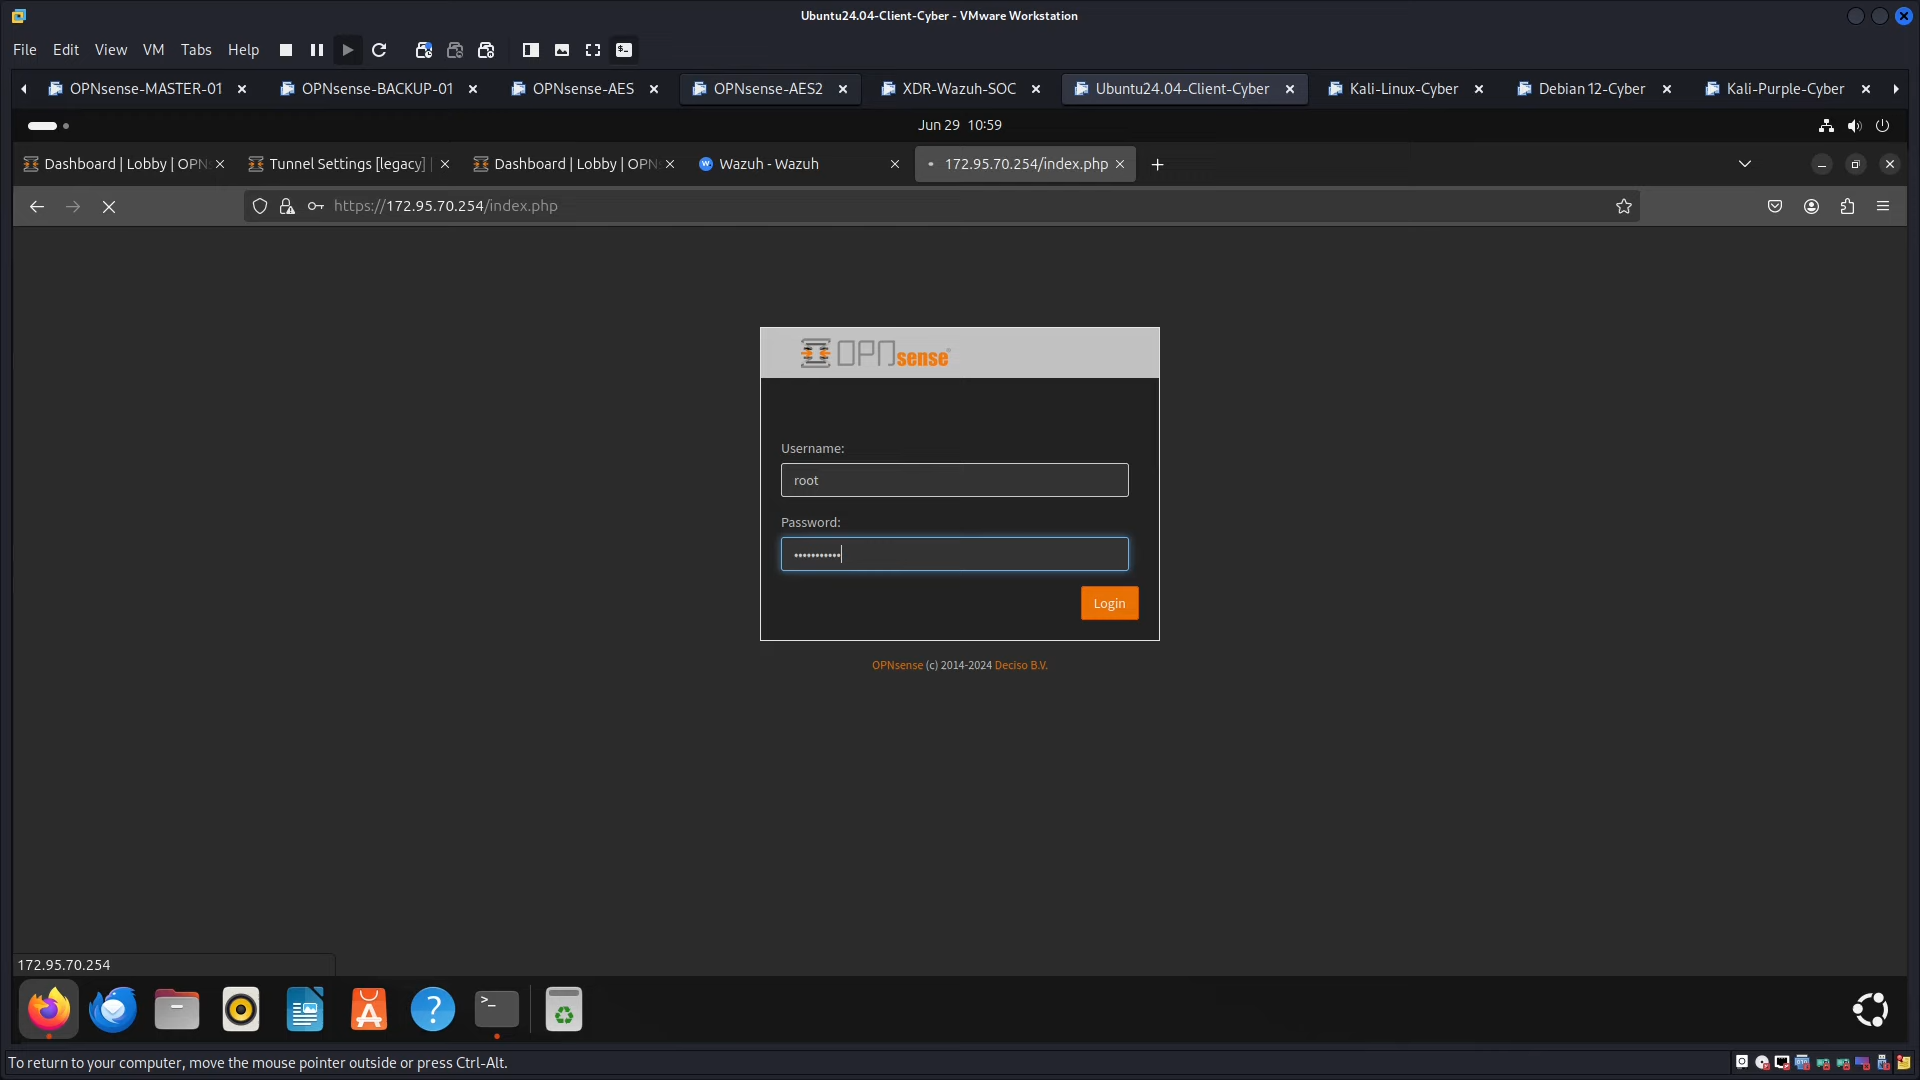 Ubuntu24.04-Client-Cyber - VMware Workstation
File Edit View VM Tabs Help
OPNsense-MASTER-01 OPNsense-BACKUP-01 OPNsense-AES OPNsense-AES2 XDR-Wazuh-SOC Ubuntu24.04-Client-Cyber Kali-Linux-Cyber Debian 12-Cyber Kali-Purple-Cyber
Jun 29 10:59
Dashboard | Lobby | OPN Tunnel Settings [legacy] | Dashboard | Lobby | OPN Wazuh - Wazuh 172.95.70.254/index.php
https://172.95.70.254/index.php
OPNsense
Username:
root
Password:
•••••••••••
Login
OPNsense (c) 2014-2024 Deciso B.V.
172.95.70.254
To return to your computer, move the mouse pointer outside or press Ctrl-Alt.